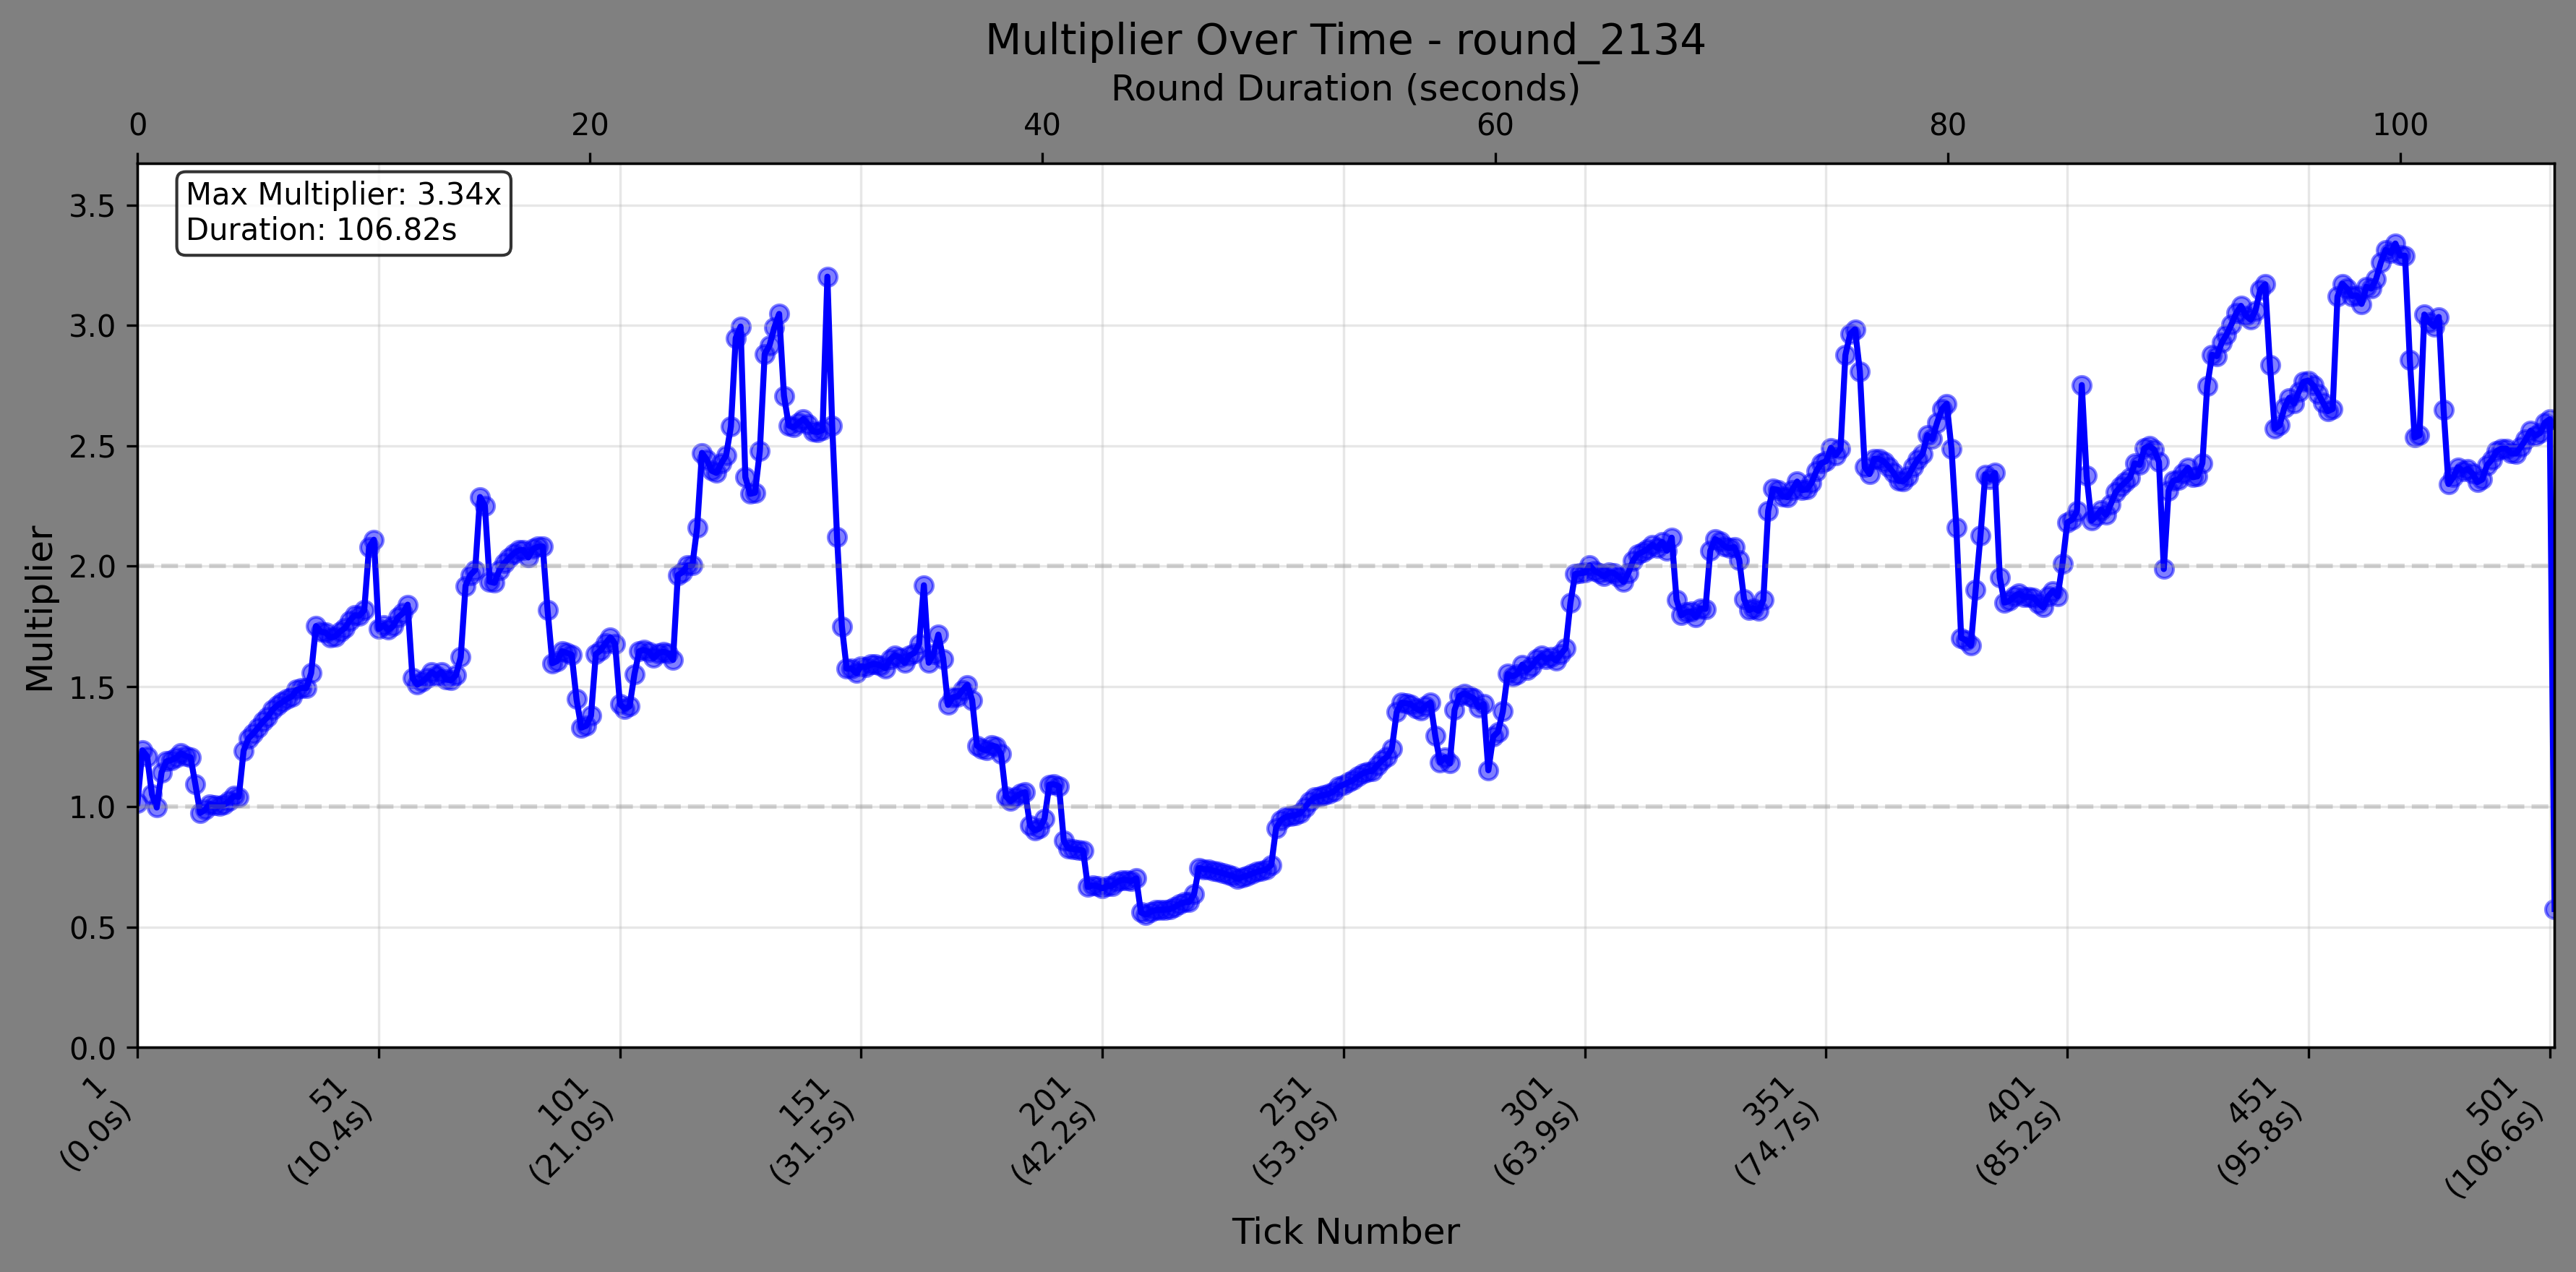 Multiplier Over Time - round_2134
Round Duration (seconds)
0 20 40 60 80 100
Max Multiplier: 3.34x
Duration: 106.82s
3.5
3.0
2.5
2.0
1.5
1.0
0.5
0.0
Multiplier
1
(0.0s)
51
(10.4s)
101
(21.0s)
151
(31.5s)
201
(42.2s)
251
(53.0s)
301
(63.9s)
351
(74.7s)
401
(85.2s)
451
(95.8s)
501
(106.6s)
Tick Number